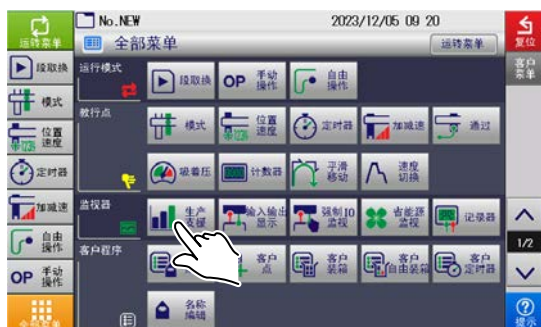 No.NEW 2023/12/05 09 20
运转菜单
全部菜单
运转菜单
复位
客户菜单
段取换
模式
位置速度
定时器
加减速
自由操作
OP 手动操作
全部菜单
运行模式
段取换
OP 手动操作
自由操作
教行点
模式
位置速度
定时器
加减速
通过
吸着压
计数器
平滑移动
速度切换
监视器
生产支援
输入输出显示
强制IO监视
省能源监视
记录器
客户程序
客户点
客户装箱
客户自由装箱
客户定时器
名称编辑
1/2
提示